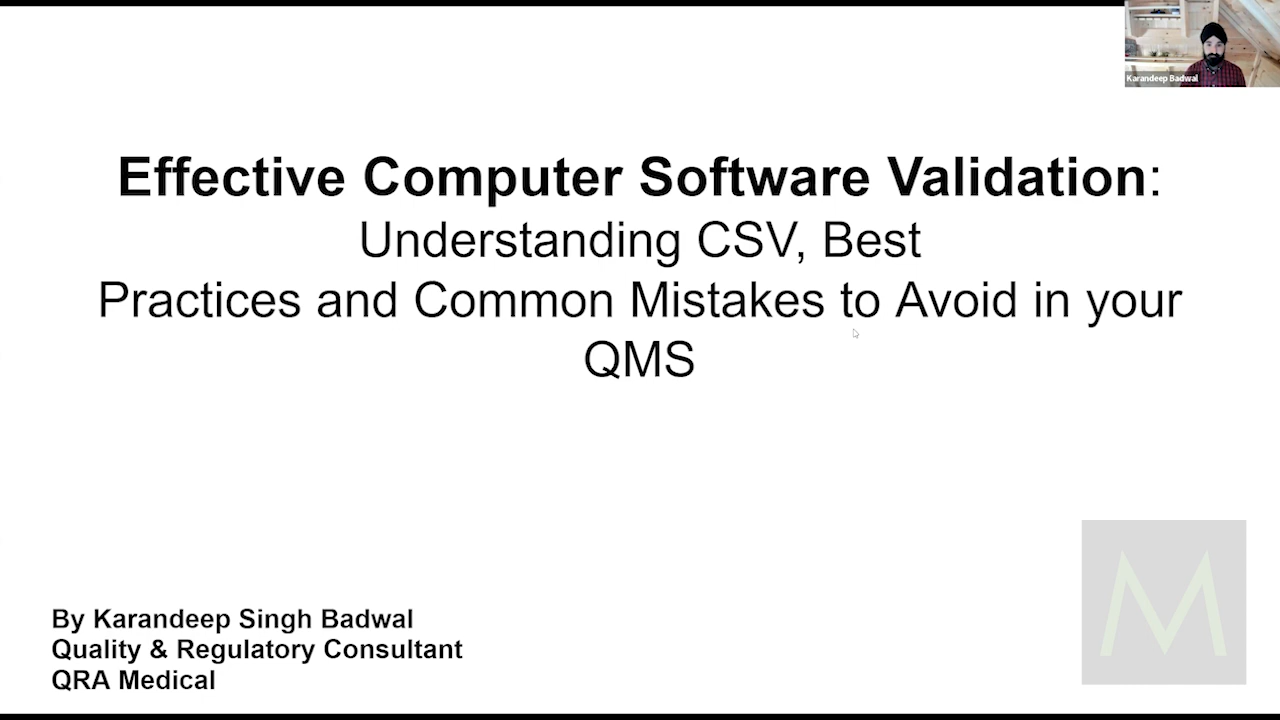 Karandeep Badwal
Effective Computer Software Validation:
Understanding CSV, Best
Practices and Common Mistakes to Avoid in your
QMS
By Karandeep Singh Badwal
Quality & Regulatory Consultant
QRA Medical
M